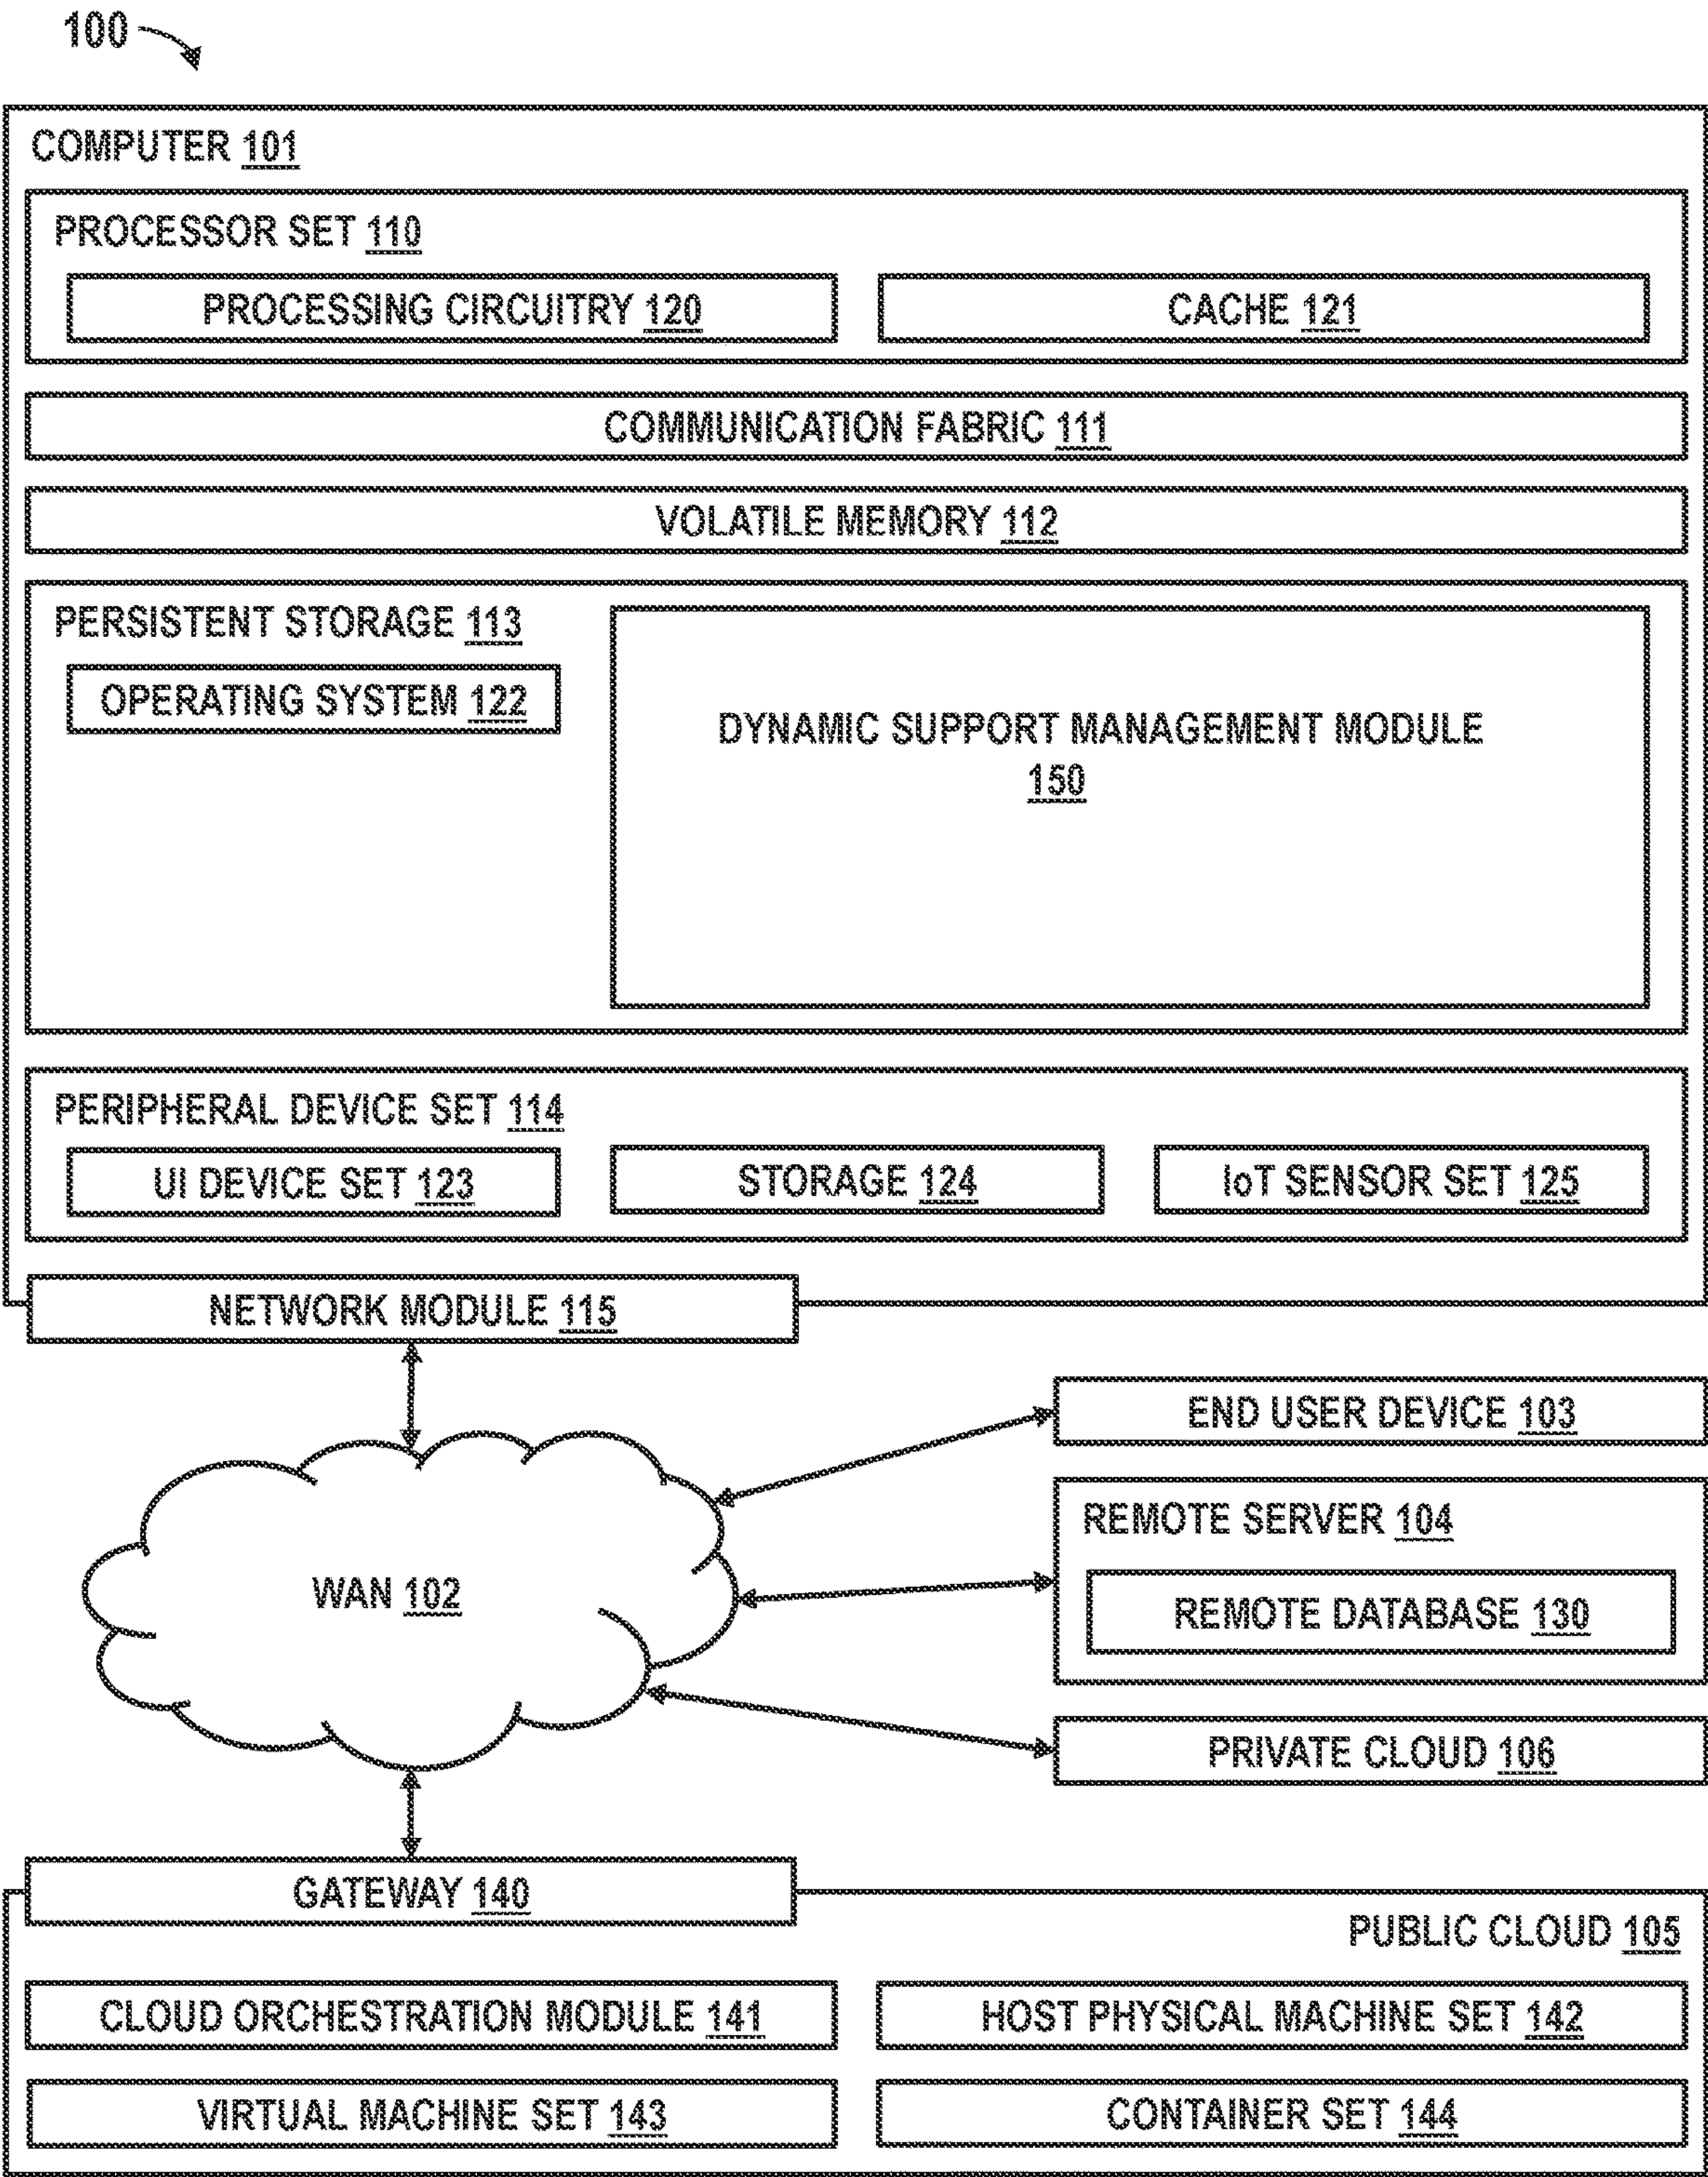 100
COMPUTER 101
PROCESSOR SET 110
PROCESSING CIRCUITRY 120
CACHE 121
COMMUNICATION FABRIC 111
VOLATILE MEMORY 112
PERSISTENT STORAGE 113
OPERATING SYSTEM 122
DYNAMIC SUPPORT MANAGEMENT MODULE
150
PERIPHERAL DEVICE SET 114
UI DEVICE SET 123
STORAGE 124
IoT SENSOR SET 125
NETWORK MODULE 115
END USER DEVICE 103
REMOTE SERVER 104
REMOTE DATABASE 130
WAN 102
PRIVATE CLOUD 106
GATEWAY 140
PUBLIC CLOUD 105
CLOUD ORCHESTRATION MODULE 141
HOST PHYSICAL MACHINE SET 142
VIRTUAL MACHINE SET 143
CONTAINER SET 144